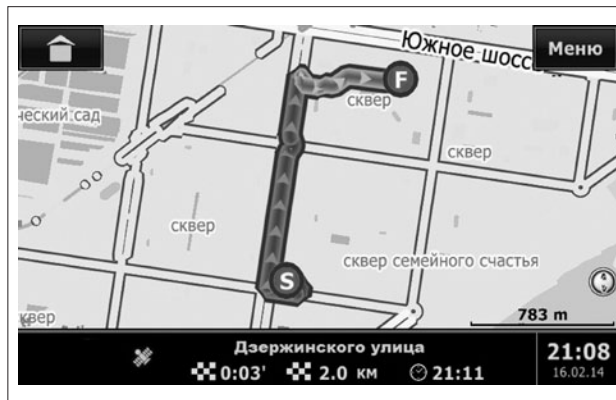 Южное шосс
Меню
F
сквер
ческий сад
сквер
сквер
S
сквер семейного счастья
сквер
783 m
Дзержинского улица
21:08
0:03' 2.0 км 21:11
16.02.14